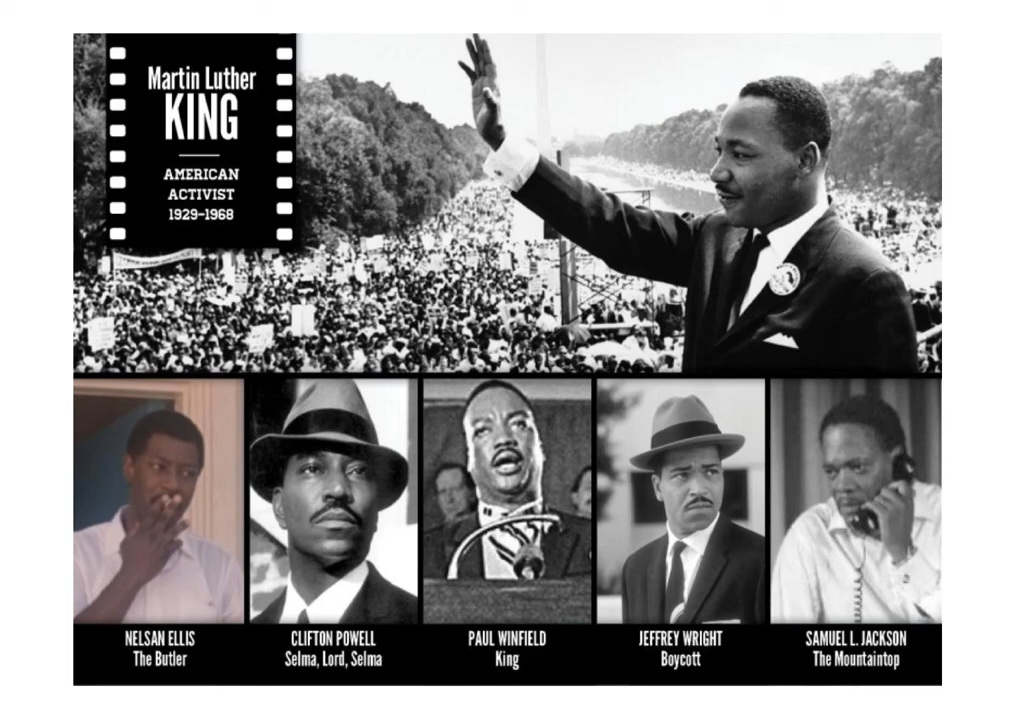 Martin Luther
KING
AMERICAN
ACTIVIST
1929–1968
NELSAN ELLIS
The Butler
CLIFTON POWELL
Selma, Lord, Selma
PAUL WINFIELD
King
JEFFREY WRIGHT
Boycott
SAMUEL L. JACKSON
The Mountaintop